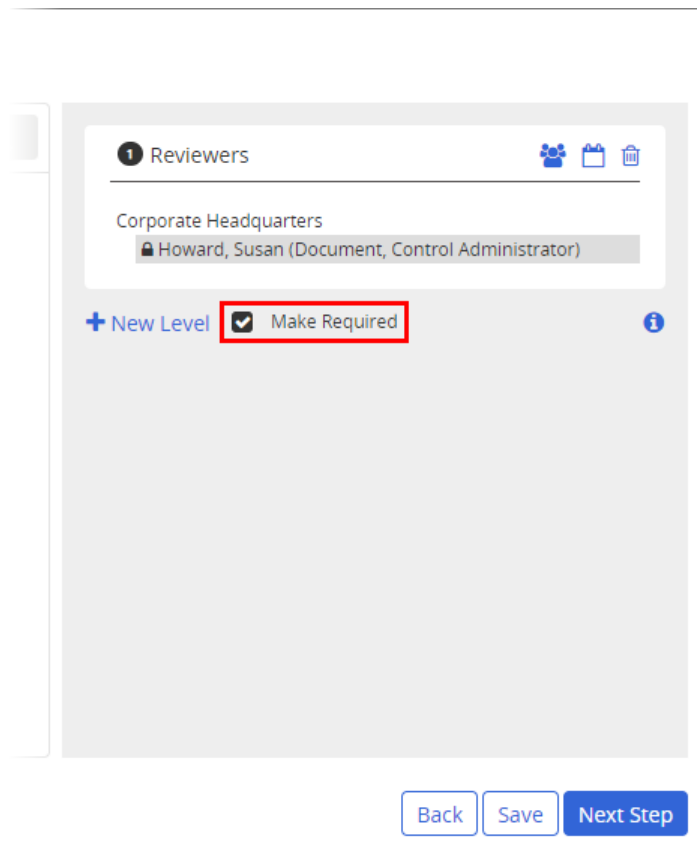 1 Reviewers
Corporate Headquarters
Howard, Susan (Document, Control Administrator)
+ New Level Make Required
Back Save Next Step